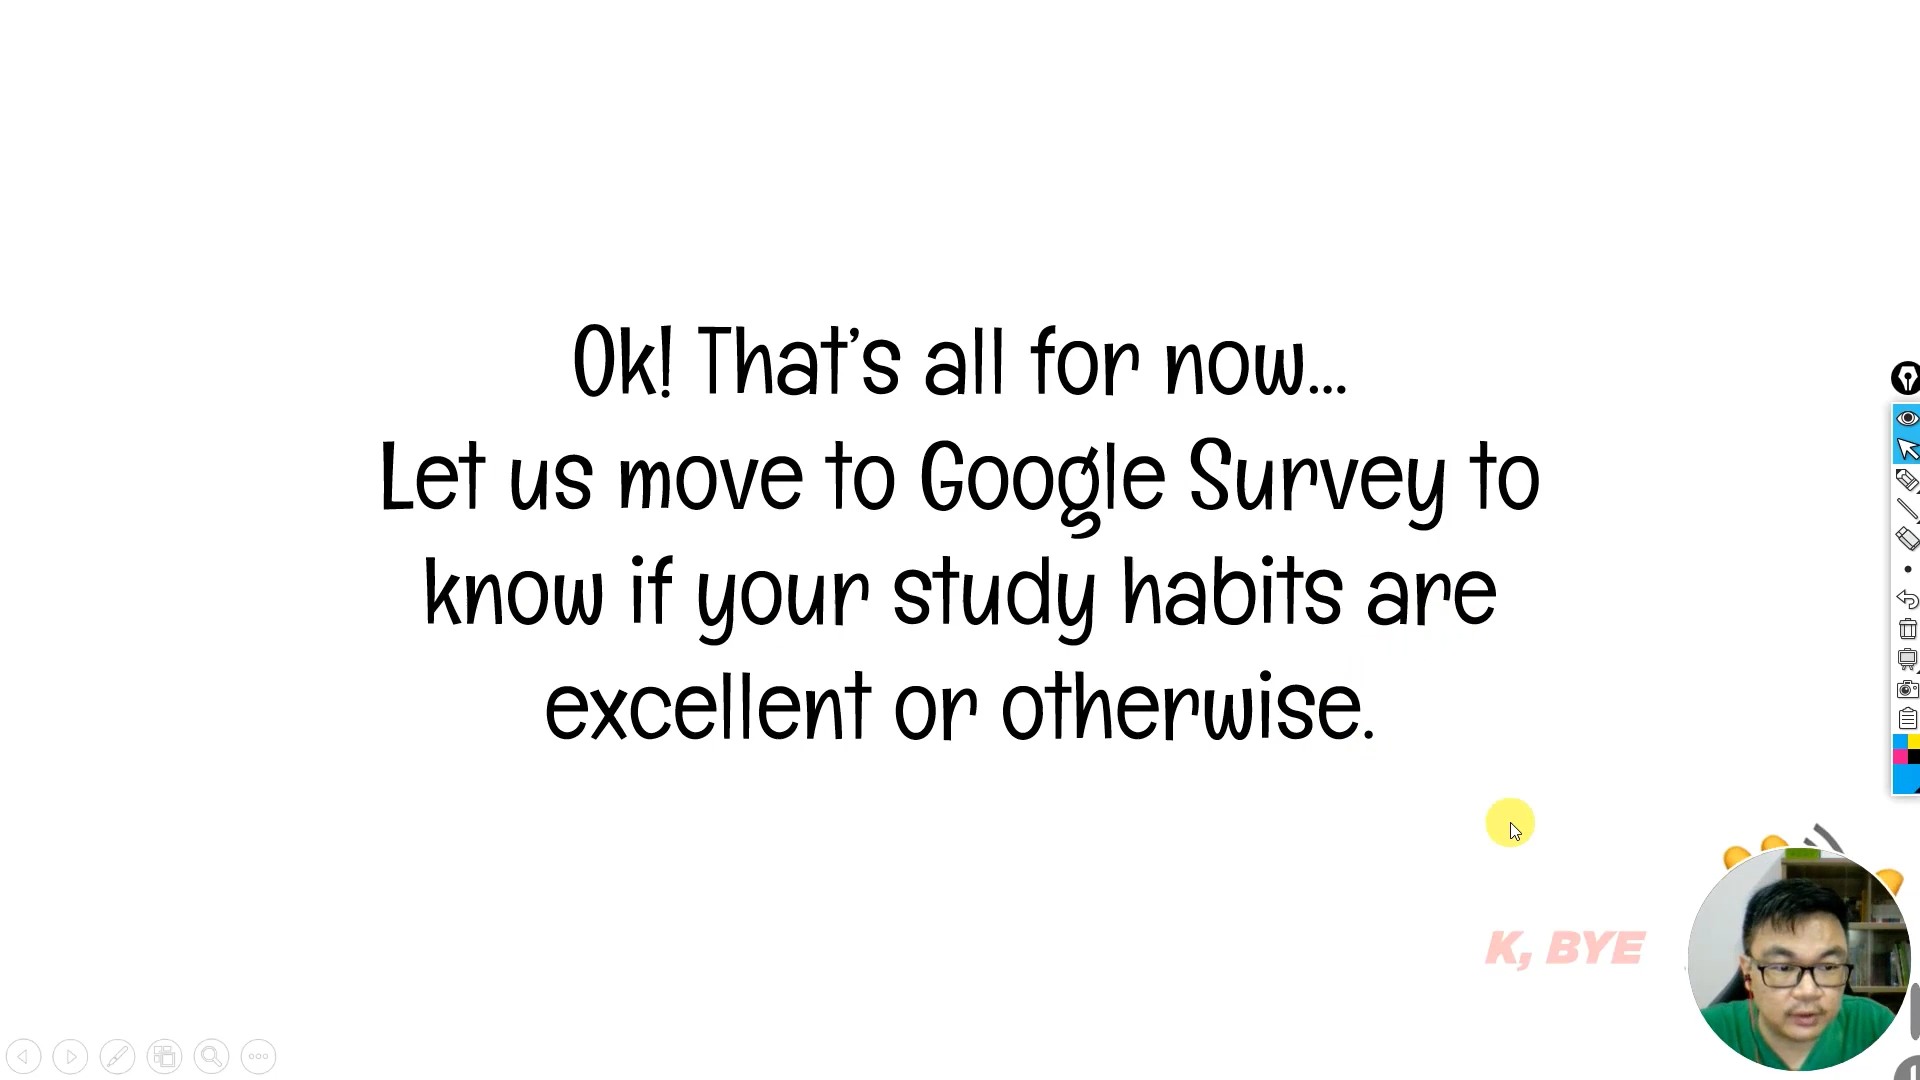 Ok! That's all for now...
Let us move to Google Survey to
know if your study habits are
excellent or otherwise.
K, BYE